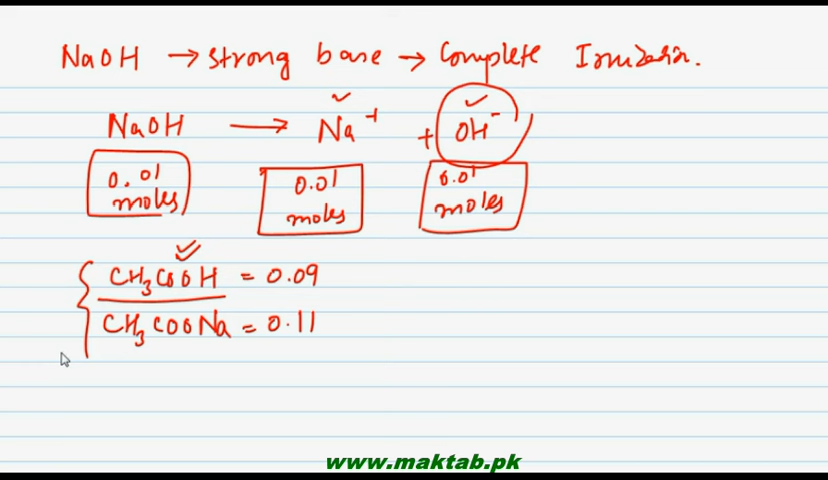 NaOH → strong base → Complete Ionization.
NaOH → Na⁺ + OH⁻
0.01 moles 0.01 moles 0.01 moles
CH₃COOH = 0.09
CH₃COONa = 0.11
www.maktab.pk